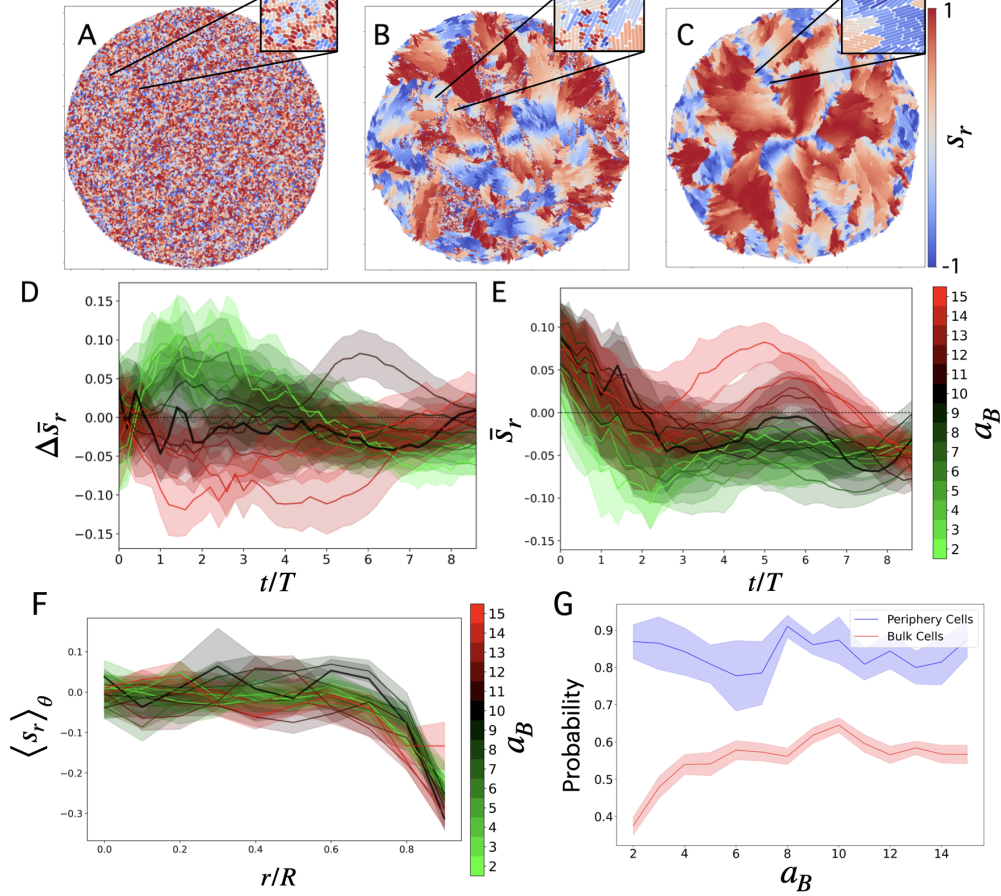 A
B
C
1
s_r
-1
D
0.15
0.10
0.05
0.00
−0.05
−0.10
−0.15
Δs̄_r
0 1 2 3 4 5 6 7 8
t/T
E
0.10
0.05
0.00
−0.05
−0.10
−0.15
s̄_r
0 1 2 3 4 5 6 7 8
t/T
15
14
13
12
11
10
9
8
7
6
5
4
3
2
a_B
F
0.1
0.0
−0.1
−0.2
−0.3
⟨s_r⟩_θ
0.0 0.2 0.4 0.6 0.8
r/R
15
14
13
12
11
10
9
8
7
6
5
4
3
2
a_B
G
Periphery Cells
Bulk Cells
0.9
0.8
0.7
0.6
0.5
0.4
Probability
2 4 6 8 10 12 14
a_B